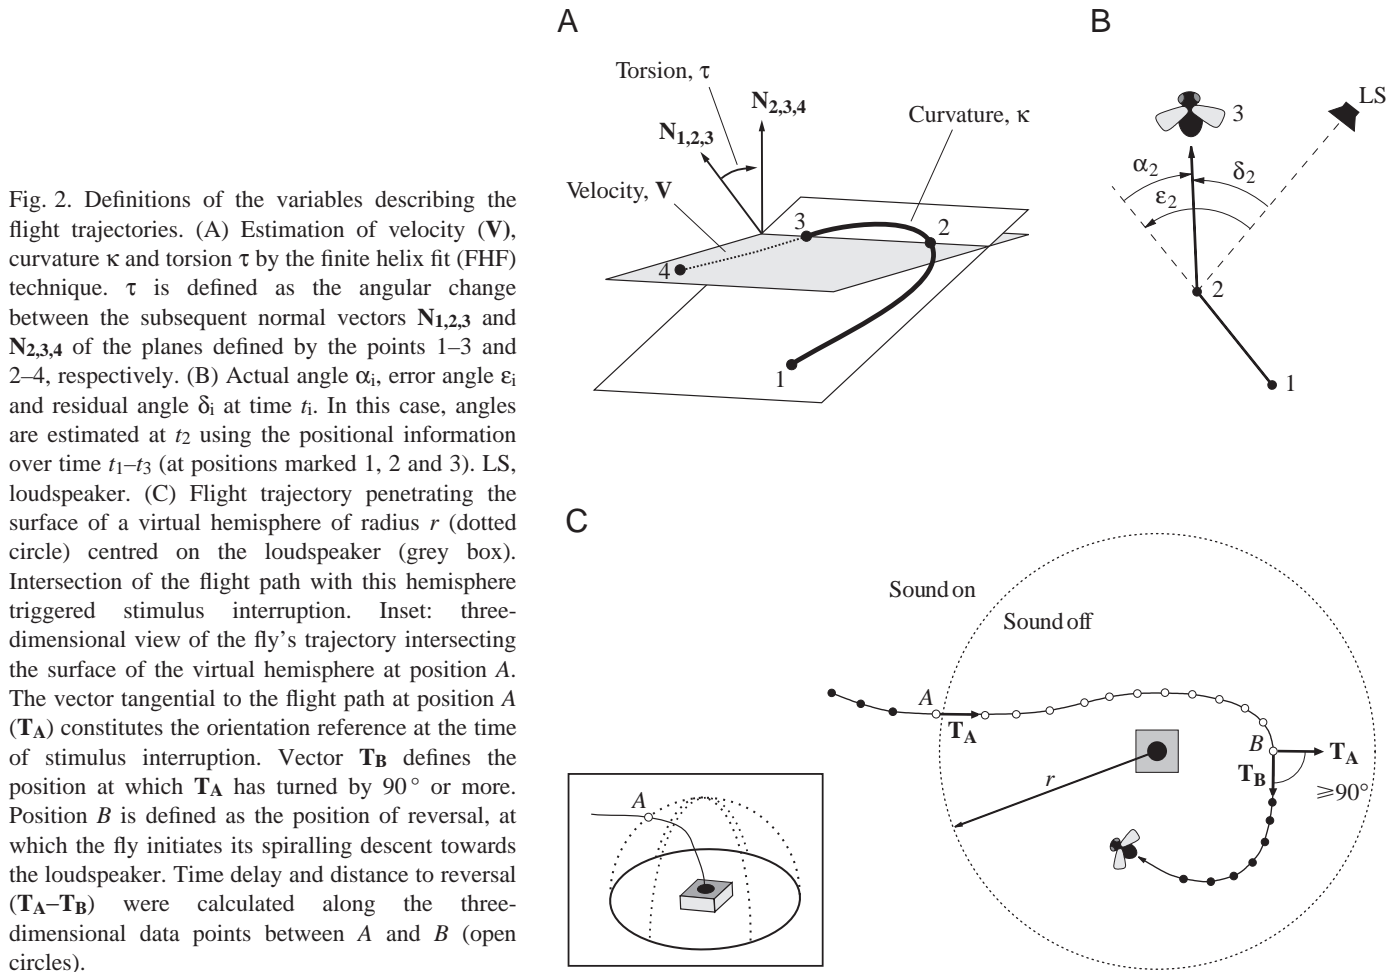 Fig. 2. Definitions of the variables describing the
flight trajectories. (A) Estimation of velocity (V),
curvature κ and torsion τ by the finite helix fit (FHF)
technique. τ is defined as the angular change
between the subsequent normal vectors N1,2,3 and
N2,3,4 of the planes defined by the points 1–3 and
2–4, respectively. (B) Actual angle αi, error angle εi
and residual angle δi at time ti. In this case, angles
are estimated at t2 using the positional information
over time t1–t3 (at positions marked 1, 2 and 3). LS,
loudspeaker. (C) Flight trajectory penetrating the
surface of a virtual hemisphere of radius r (dotted
circle) centred on the loudspeaker (grey box).
Intersection of the flight path with this hemisphere
triggered stimulus interruption. Inset: three-
dimensional view of the fly's trajectory intersecting
the surface of the virtual hemisphere at position A.
The vector tangential to the flight path at position A
(TA) constitutes the orientation reference at the time
of stimulus interruption. Vector TB defines the
position at which TA has turned by 90° or more.
Position B is defined as the position of reversal, at
which the fly initiates its spiralling descent towards
the loudspeaker. Time delay and distance to reversal
(TA–TB) were calculated along the three-
dimensional data points between A and B (open
circles).
A
Torsion, τ
N2,3,4
N1,2,3
Curvature, κ
Velocity, V
3
2
4
1
B
LS
3
α2
δ2
ε2
2
1
C
Sound on
Sound off
A
TA
B
TA
TB
r
≥90°
A